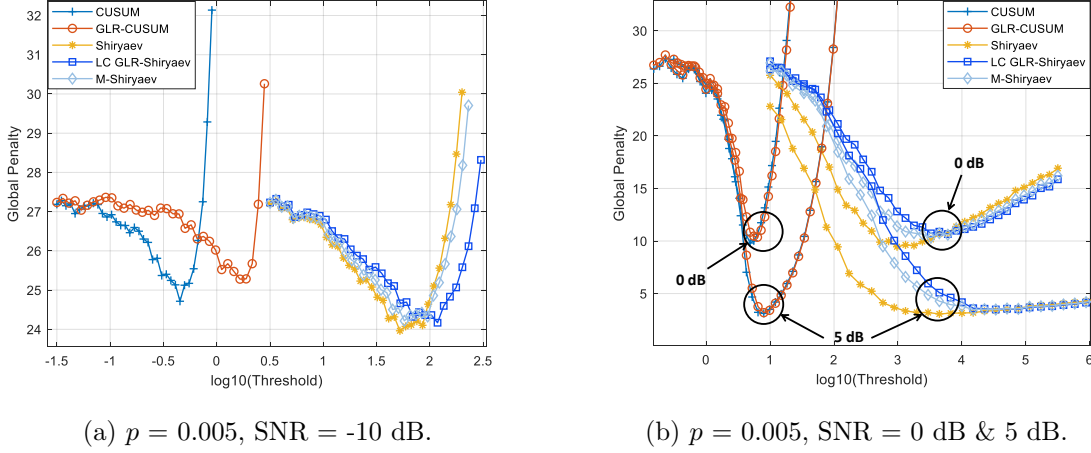 CUSUM
GLR-CUSUM
Shiryaev
LC GLR-Shiryaev
M-Shiryaev
Global Penalty
32
31
30
29
28
27
26
25
24
-1.5
-1
-0.5
0
0.5
1
1.5
2
2.5
log10(Threshold)
(a) p = 0.005, SNR = -10 dB.
CUSUM
GLR-CUSUM
Shiryaev
LC GLR-Shiryaev
M-Shiryaev
Global Penalty
30
25
20
15
10
5
0 dB
0 dB
5 dB
0
1
2
3
4
5
6
log10(Threshold)
(b) p = 0.005, SNR = 0 dB & 5 dB.